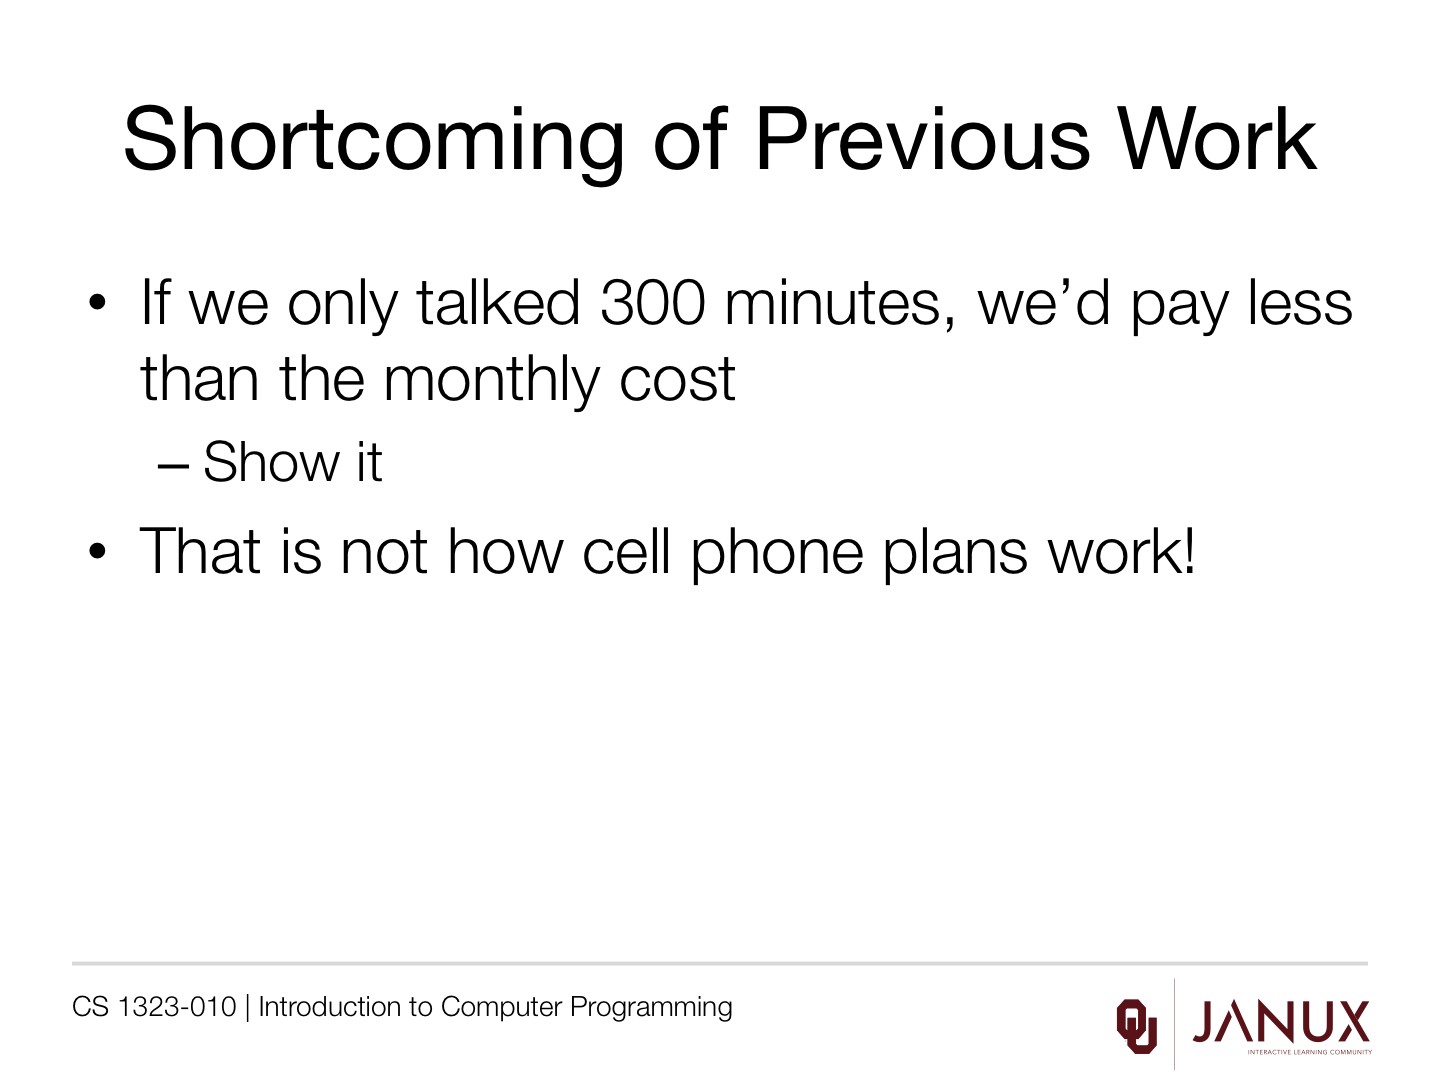 Shortcoming of Previous Work
• If we only talked 300 minutes, we’d pay less
than the monthly cost
– Show it
• That is not how cell phone plans work!
CS 1323-010 | Introduction to Computer Programming
OU
JANUX
INTERACTIVE LEARNING COMMUNITY